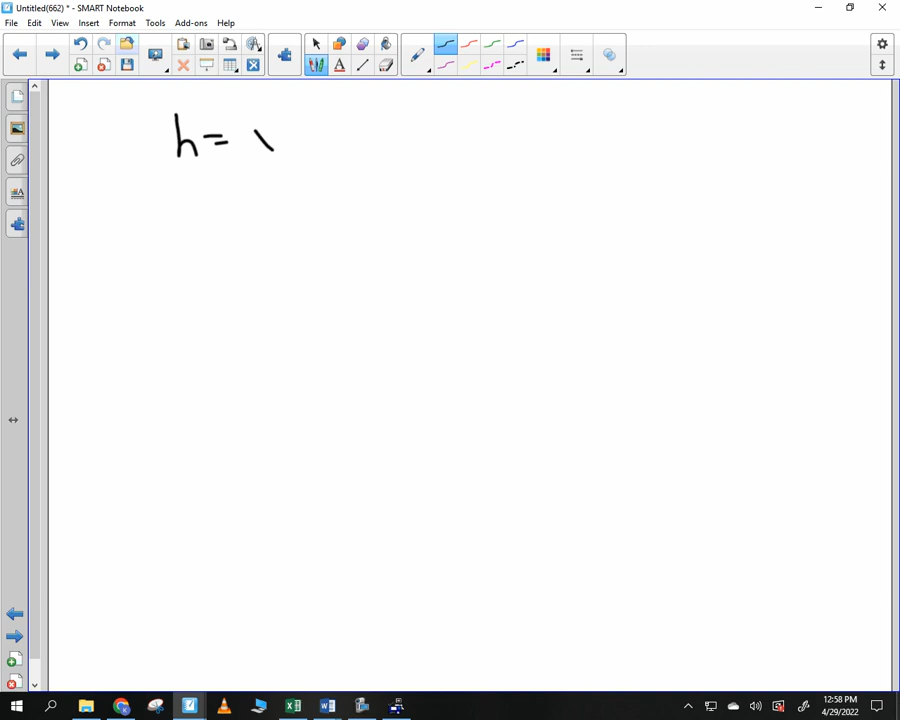 Untitled(662) * - SMART Notebook
File Edit View Insert Format Tools Add-ons Help
h=
12:58 PM
4/29/2022